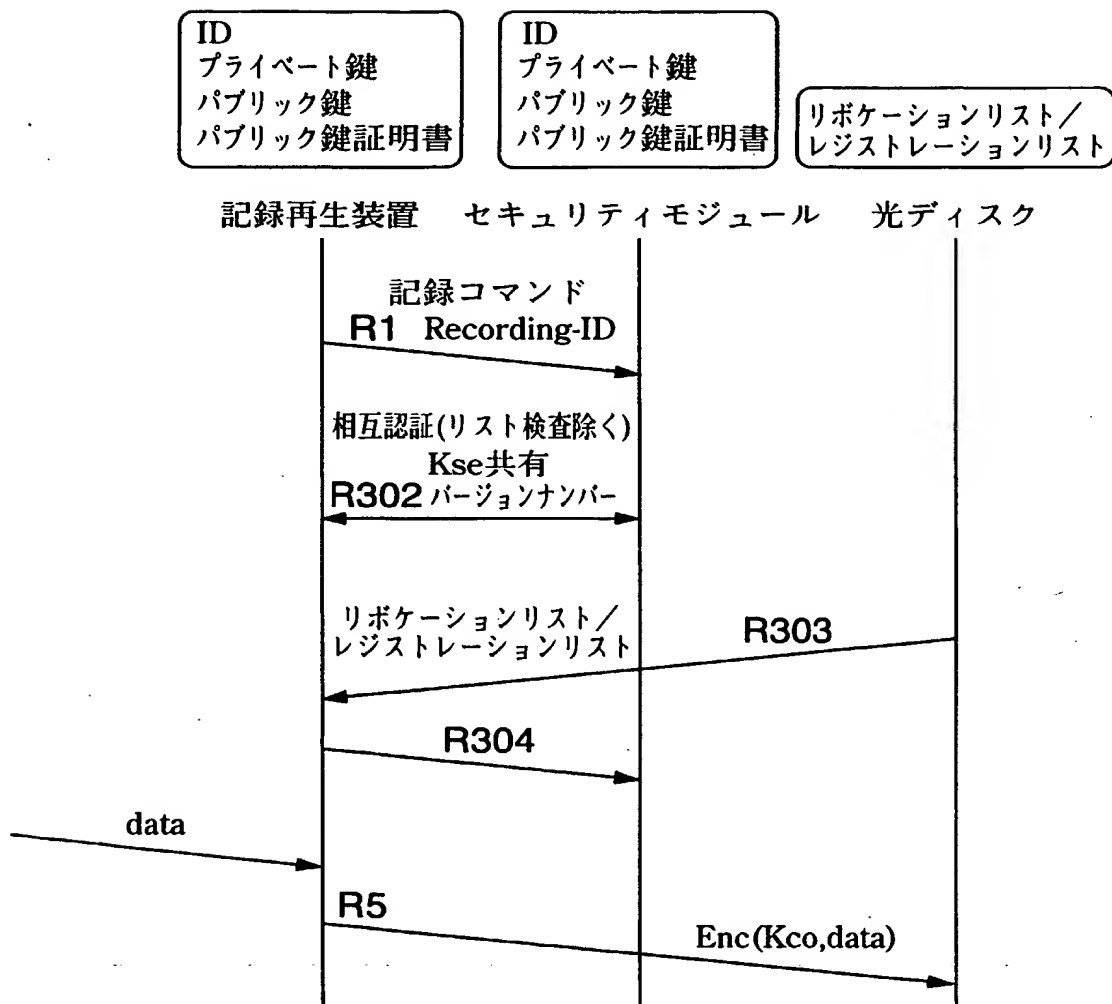 ID
プライベート鍵
パブリック鍵
パブリック鍵証明書
ID
プライベート鍵
パブリック鍵
パブリック鍵証明書
リボケーションリスト／
レジストレーションリスト
記録再生装置
セキュリティモジュール
光ディスク
記録コマンド
R1 Recording-ID
相互認証(リスト検査除く)
Kse共有
R302 バージョンナンバー
リボケーションリスト／
レジストレーションリスト
R303
R304
data
R5
Enc(Kco,data)